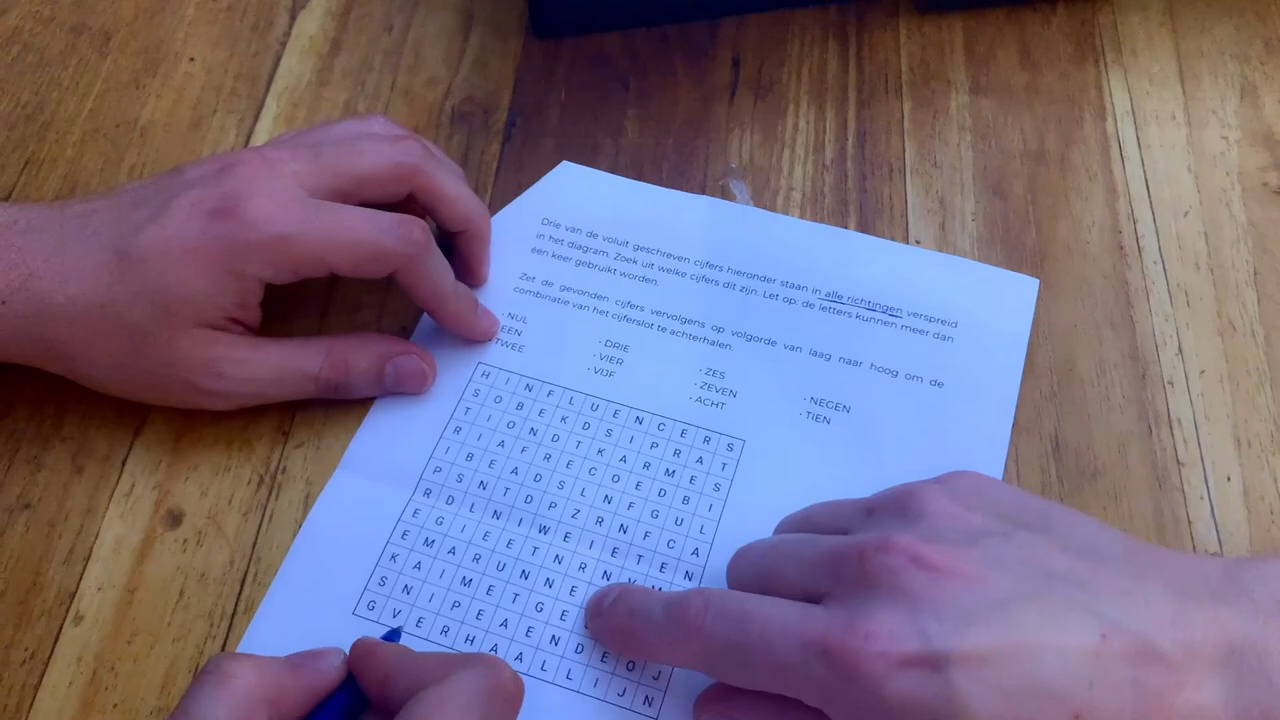 Drie van de voluit geschreven cijfers hieronder staan in alle richtingen verspreid
in het diagram. Zoek uit welke cijfers dit zijn. Let op: de letters kunnen meer dan
één keer gebruikt worden.
Zet de gevonden cijfers vervolgens op volgorde van laag naar hoog om de
combinatie van het cijferslot te achterhalen.
· NUL
EEN
· TWEE
· DRIE
· VIER
· VIJF
· ZES
· ZEVEN
· ACHT
· NEGEN
· TIEN
H I N F L U E N C E R S
S O B E K D S I P R A T
T I O N D T K A R M E S
R I A F R E C O E D B I
I B E A D S L N F G U L
P S N T D P Z R N F C A
R D L N I W E I E T E N
E G I E E T N R N
E M A R U N N E
K A I M E T G E
S N I P E A E N D E O J
G V E R H A A L L I J N